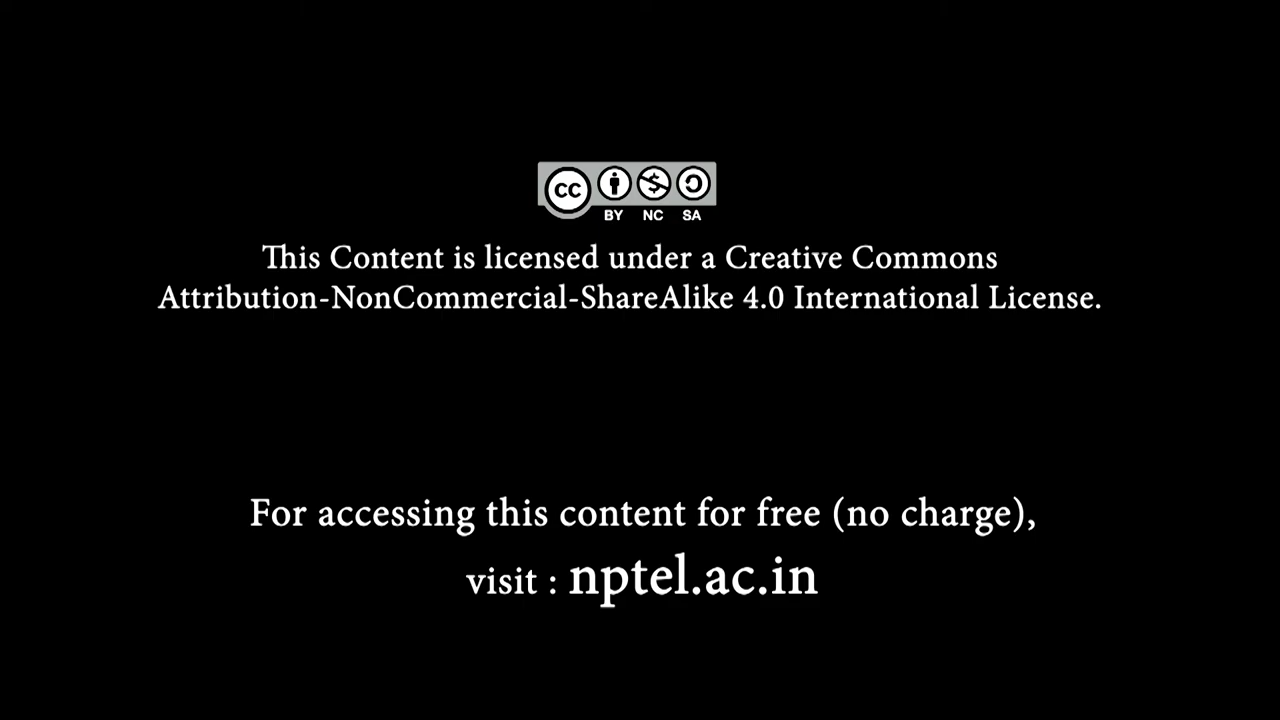 cc
BY NC SA
This Content is licensed under a Creative Commons
Attribution-NonCommercial-ShareAlike 4.0 International License.
For accessing this content for free (no charge),
visit : nptel.ac.in